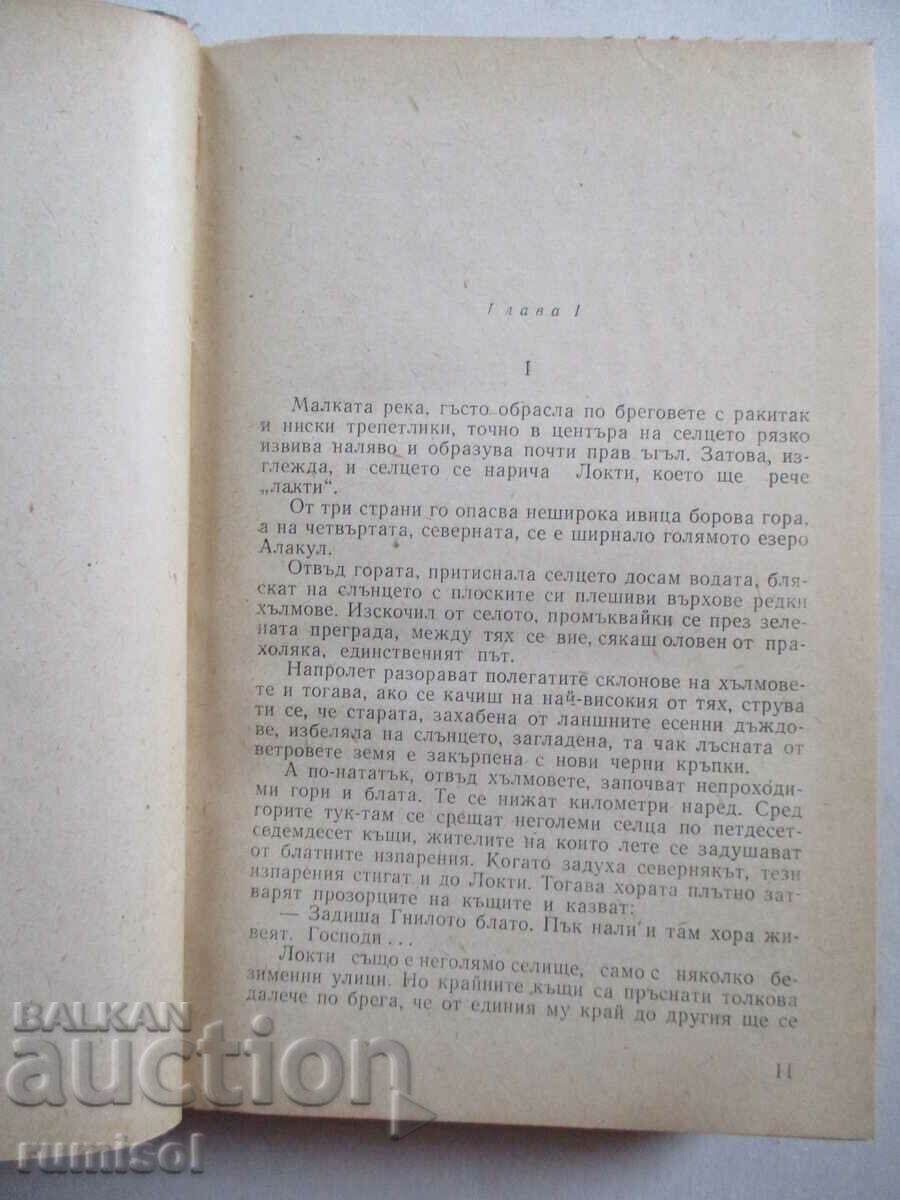 Глава I
I
Малката река, гъсто обрасла по бреговете с ракитак
и ниски трепетлики, точно в центъра на селцето рязко
извива наляво и образува почти прав ъгъл. Затова, из-
глежда, и селцето се нарича Локти, което ще рече
„лакти“.
От три страни го опасва неширока ивица борова гора,
а на четвъртата, северната, се е ширнало голямото езеро
Алакул.
Отвъд гората, притиснала селцето досам водата, бля-
скат на слънцето с плоските си плешиви върхове редки
хълмове. Изскочил от селото, промъквайки се през зеле-
ната преграда, между тях се вие, сякаш оловен от пра-
холяка, единственият път.
Напролет разорават полегатите склонове на хълмове-
те и тогава, ако се качиш на най-високия от тях, струва
ти се, че старата, захабена от ланшните есенни дъждо-
ве, избеляла на слънцето, загладена, та чак лъсната от
ветровете земя е закърпена с нови черни кръпки.
А по-нататък, отвъд хълмовете, започват непроходи-
ми гори и блата. Те се нижат километри наред. Сред
горите тук-там се срещат неголеми селца по петдесет-
седемдесет къщи, жителите на които лете се задушават
от блатните изпарения. Когато задуха севернякът, тези
изпарения стигат и до Локти. Тогава хората плътно зат-
варят прозорците на къщите и казват:
— Задиша Гнилото блато. Пък нали и там хора жи-
веят. Господи...
Локти също е неголямо селище, само с няколко бе-
зименни улици. Но крайните къщи са пръснати толкова
далече по брега, че от единия му край до другия ще се
11
BALKAN
auction
rumisol